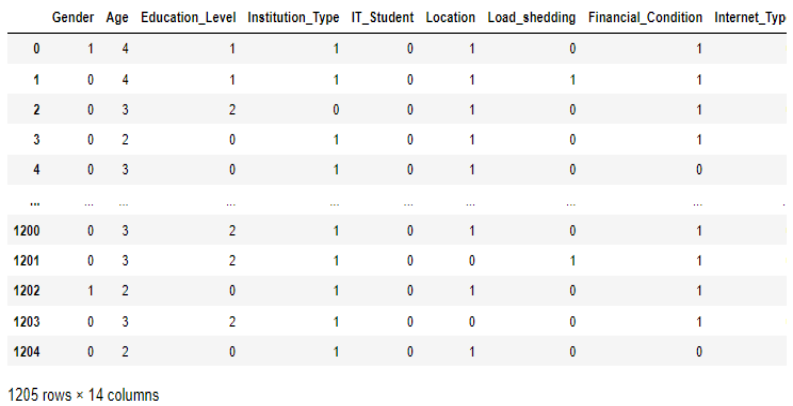 Gender Age Education_Level Institution_Type IT_Student Location Load_shedding Financial_Condition Internet_Typ
0 1 4 1 1 0 1 0 1
1 0 4 1 1 0 1 1 1
2 0 3 2 0 0 1 0 1
3 0 2 0 1 0 1 0 1
4 0 3 0 1 0 1 0 0
... ... ... ... ... ... ... ... ...
1200 0 3 2 1 0 1 0 1
1201 0 3 2 1 0 0 1 1
1202 1 2 0 1 0 1 0 1
1203 0 3 2 1 0 0 0 1
1204 0 2 0 1 0 1 0 0
1205 rows × 14 columns